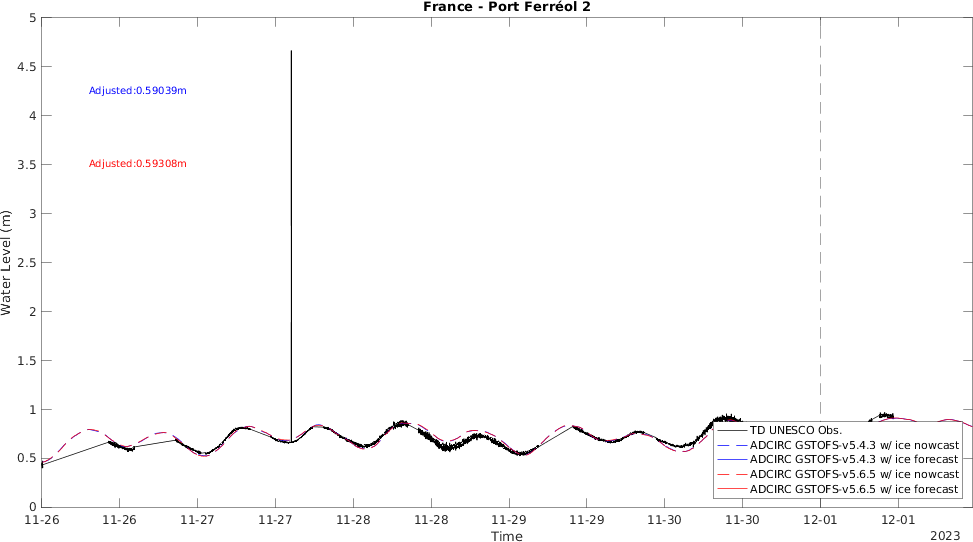 France - Port Ferréol 2
5
4.5
4
3.5
3
2.5
2
1.5
1
0.5
0
Water Level (m)
Adjusted:0.59039m
Adjusted:0.59308m
TD UNESCO Obs.
ADCIRC GSTOFS-v5.4.3 w/ ice nowcast
ADCIRC GSTOFS-v5.4.3 w/ ice forecast
ADCIRC GSTOFS-v5.6.5 w/ ice nowcast
ADCIRC GSTOFS-v5.6.5 w/ ice forecast
11-26 11-26 11-27 11-27 11-28 11-28 11-29 11-29 11-30 11-30 12-01 12-01
Time
2023